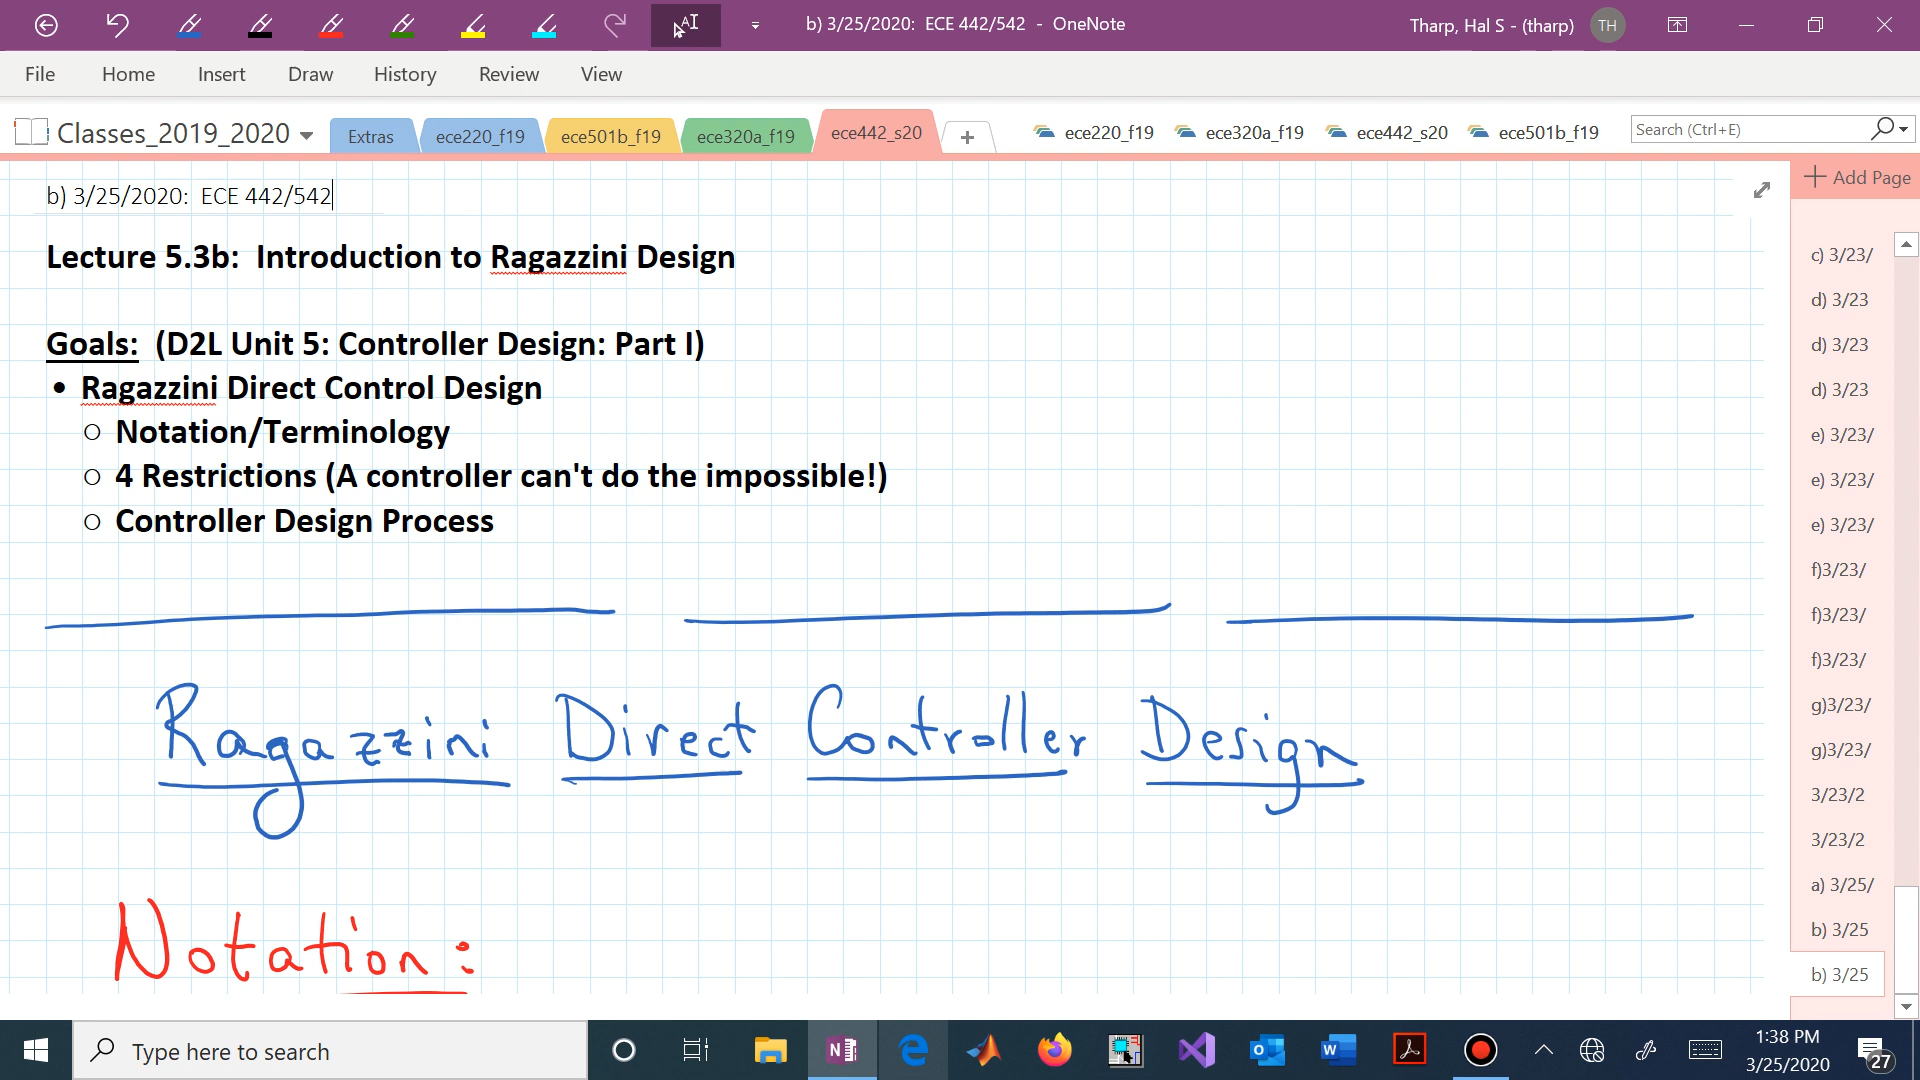 b) 3/25/2020:  ECE 442/542  -  OneNote
Tharp, Hal S - (tharp)
TH
File Home Insert Draw History Review View
Classes_2019_2020
Extras ece220_f19 ece501b_f19 ece320a_f19 ece442_s20 +
ece220_f19 ece320a_f19 ece442_s20 ece501b_f19
Search (Ctrl+E)
Add Page
b) 3/25/2020:  ECE 442/542
Lecture 5.3b:  Introduction to Ragazzini Design
Goals:  (D2L Unit 5: Controller Design: Part I)
• Ragazzini Direct Control Design
○ Notation/Terminology
○ 4 Restrictions (A controller can't do the impossible!)
○ Controller Design Process
Ragazzini Direct Controller Design
Notation:
c) 3/23/
d) 3/23
d) 3/23
d) 3/23
e) 3/23/
e) 3/23/
e) 3/23/
f)3/23/
f)3/23/
f)3/23/
g)3/23/
g)3/23/
3/23/2
3/23/2
a) 3/25/
b) 3/25
b) 3/25
Type here to search
1:38 PM
3/25/2020
27